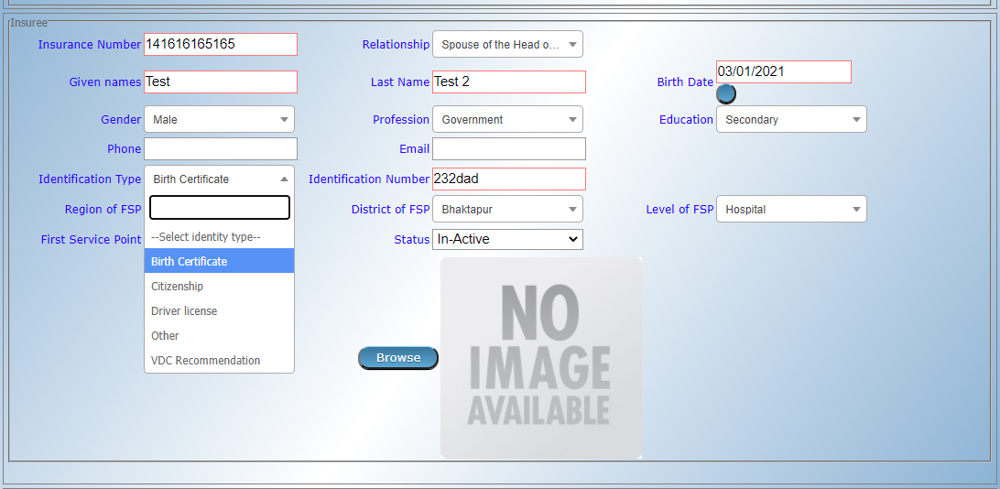 Insuree
Insurance Number 141616165165 Relationship Spouse of the Head o...
Given names Test Last Name Test 2 Birth Date 03/01/2021
Gender Male Profession Government Education Secondary
Phone Email
Identification Type Birth Certificate Identification Number 232dad
Region of FSP District of FSP Bhaktapur Level of FSP Hospital
First Service Point Status In-Active
--Select identity type--
Birth Certificate
Citizenship
Driver license
Other
VDC Recommendation
Browse
NO
IMAGE
AVAILABLE